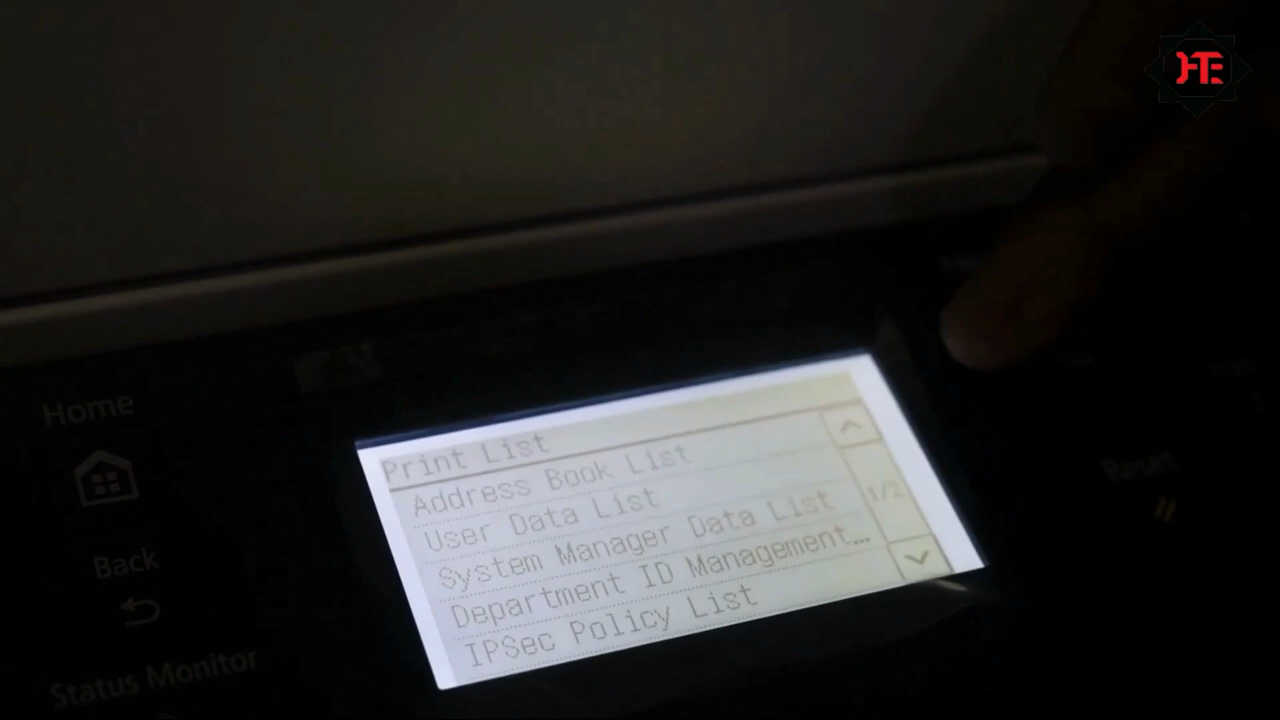 HTE
Home
Print List
Address Book List
User Data List
1/2
System Manager Data List
Back
Department ID Management...
IPSec Policy List
Reset
Status Monitor